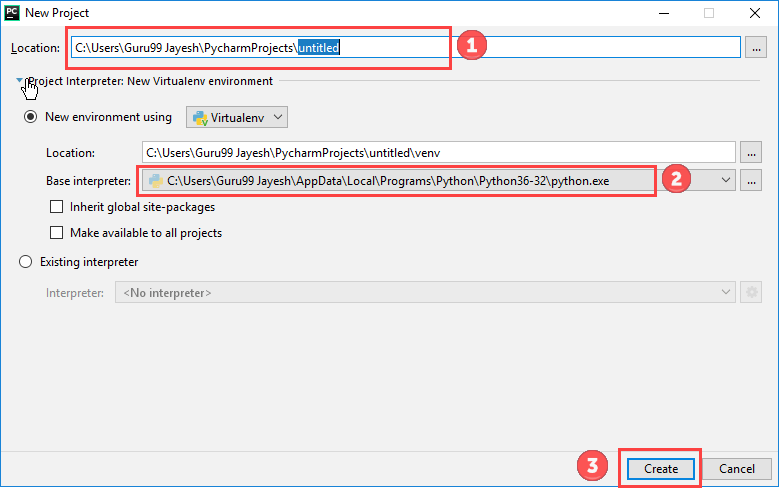 PC New Project
Location: C:\Users\Guru99 Jayesh\PycharmProjects\untitled ...
1
Project Interpreter: New Virtualenv environment
New environment using Virtualenv
Location: C:\Users\Guru99 Jayesh\PycharmProjects\untitled\venv ...
Base interpreter: C:\Users\Guru99 Jayesh\AppData\Local\Programs\Python\Python36-32\python.exe 2 ...
Inherit global site-packages
Make available to all projects
Existing interpreter
Interpreter: <No interpreter>
3 Create Cancel